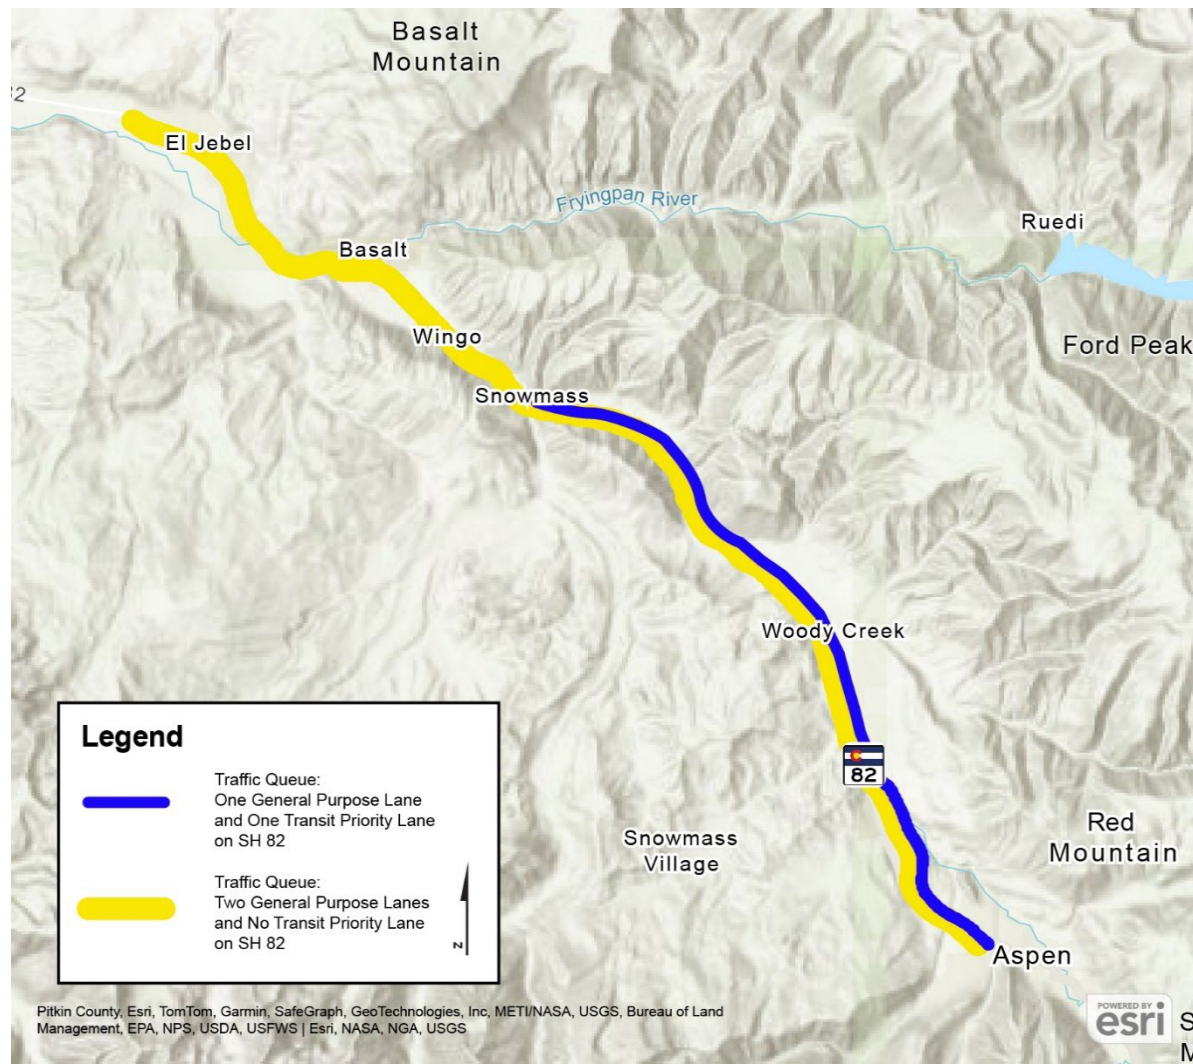 Basalt
Mountain
32
El Jebel
Fryingpan River
Ruedi
Basalt
Wingo
Ford Peak
Snowmass
Woody Creek
82
Snowmass
Village
Red
Mountain
Aspen
Legend
Traffic Queue:
One General Purpose Lane
and One Transit Priority Lane
on SH 82
Traffic Queue:
Two General Purpose Lanes
and No Transit Priority Lane
on SH 82
N
Pitkin County, Esri, TomTom, Garmin, SafeGraph, GeoTechnologies, Inc, METI/NASA, USGS, Bureau of Land
Management, EPA, NPS, USDA, USFWS | Esri, NASA, NGA, USGS
POWERED BY
esri
S
M